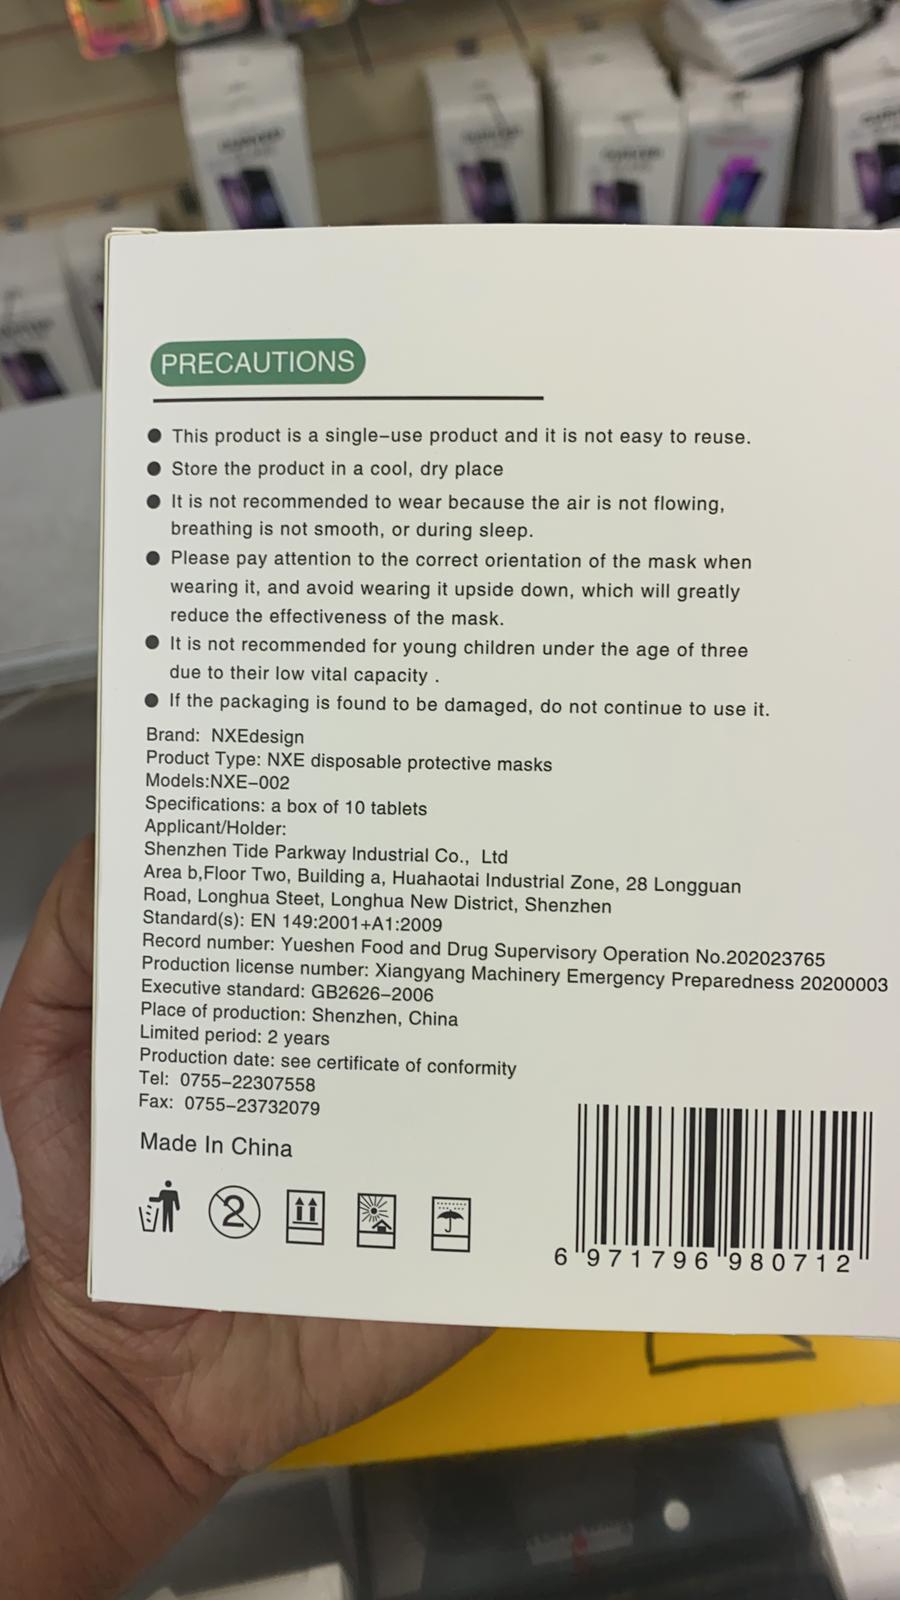 PRECAUTIONS
● This product is a single-use product and it is not easy to reuse.
● Store the product in a cool, dry place
● It is not recommended to wear because the air is not flowing,
breathing is not smooth, or during sleep.
● Please pay attention to the correct orientation of the mask when
wearing it, and avoid wearing it upside down, which will greatly
reduce the effectiveness of the mask.
● It is not recommended for young children under the age of three
due to their low vital capacity .
● If the packaging is found to be damaged, do not continue to use it.
Brand: NXEdesign
Product Type: NXE disposable protective masks
Models:NXE-002
Specifications: a box of 10 tablets
Applicant/Holder:
Shenzhen Tide Parkway Industrial Co., Ltd
Area b,Floor Two, Building a, Huahaotai Industrial Zone, 28 Longguan
Road, Longhua Steet, Longhua New District, Shenzhen
Standard(s): EN 149:2001+A1:2009
Record number: Yueshen Food and Drug Supervisory Operation No.202023765
Production license number: Xiangyang Machinery Emergency Preparedness 20200003
Executive standard: GB2626-2006
Place of production: Shenzhen, China
Limited period: 2 years
Production date: see certificate of conformity
Tel: 0755-22307558
Fax: 0755-23732079
Made In China
2
6 971796 980712